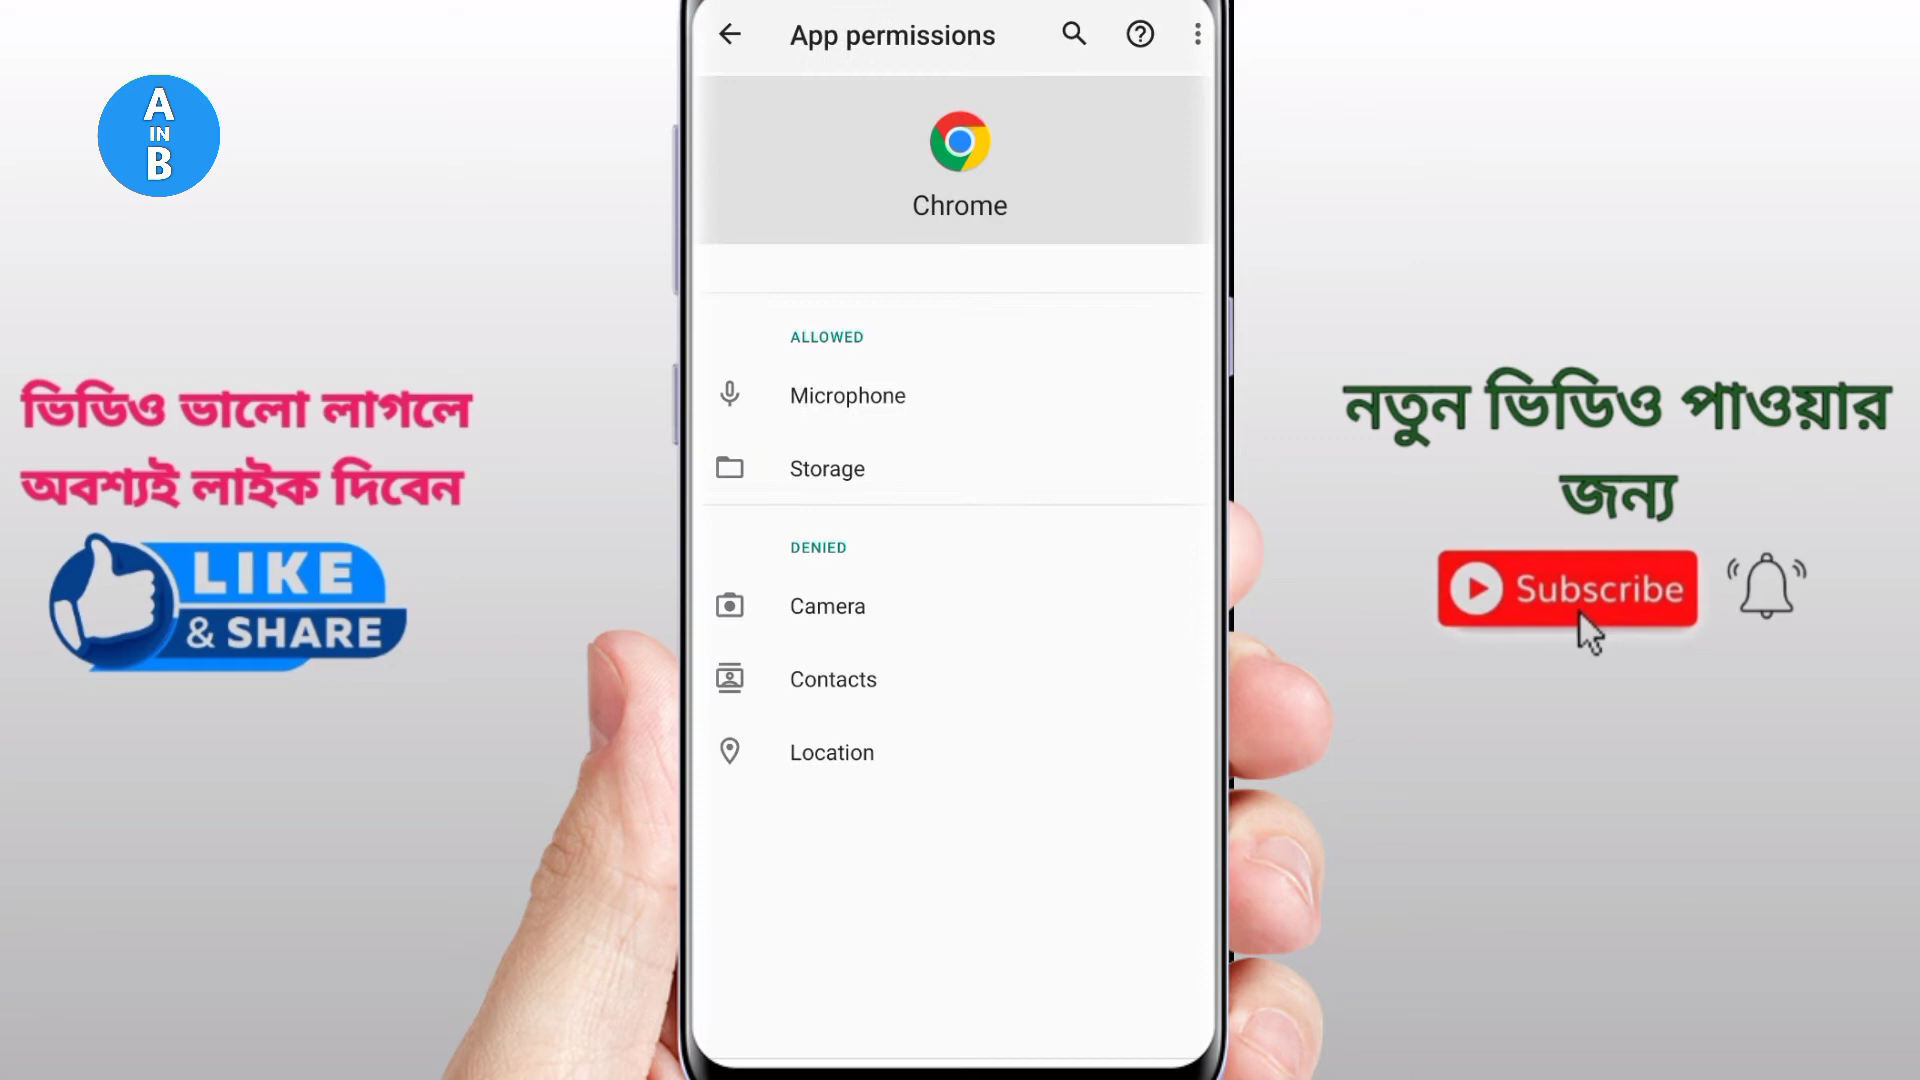 App permissions
A
IN
B
Chrome
ALLOWED
Microphone
Storage
DENIED
Camera
Contacts
Location
ভিডিও ভালো লাগলে
অবশ্যই লাইক দিবেন
LIKE
& SHARE
নতুন ভিডিও পাওয়ার
জন্য
Subscribe